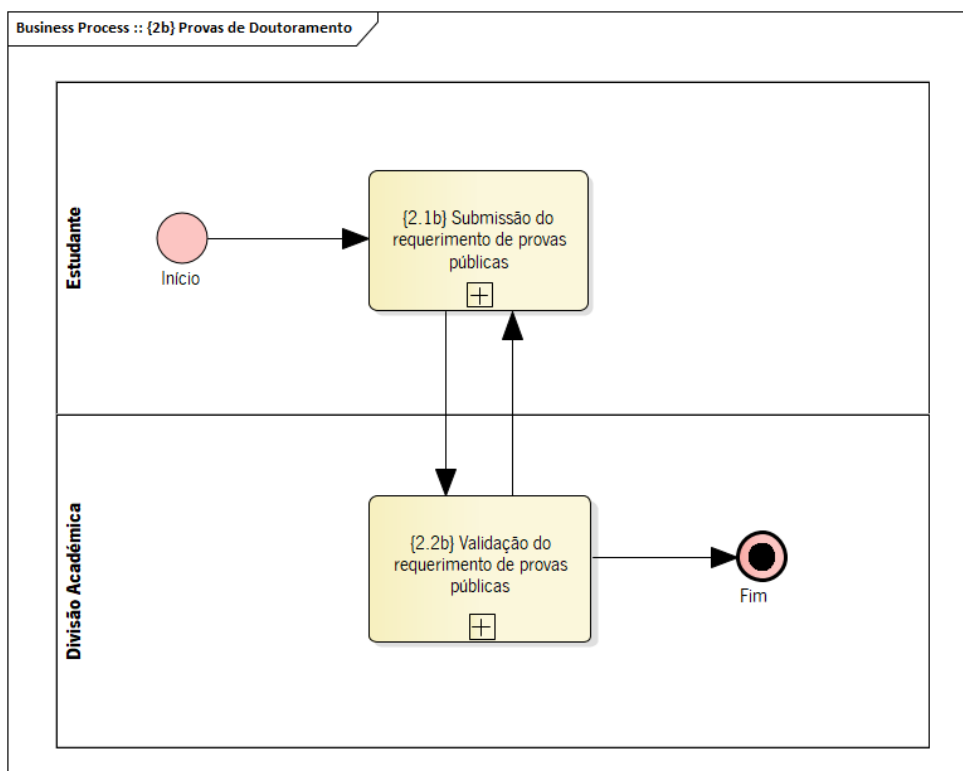 Business Process :: {2b} Provas de Doutoramento
Estudante
Início
{2.1b} Submissão do
requerimento de provas
públicas
Divisão Académica
{2.2b} Validação do
requerimento de provas
públicas
Fim